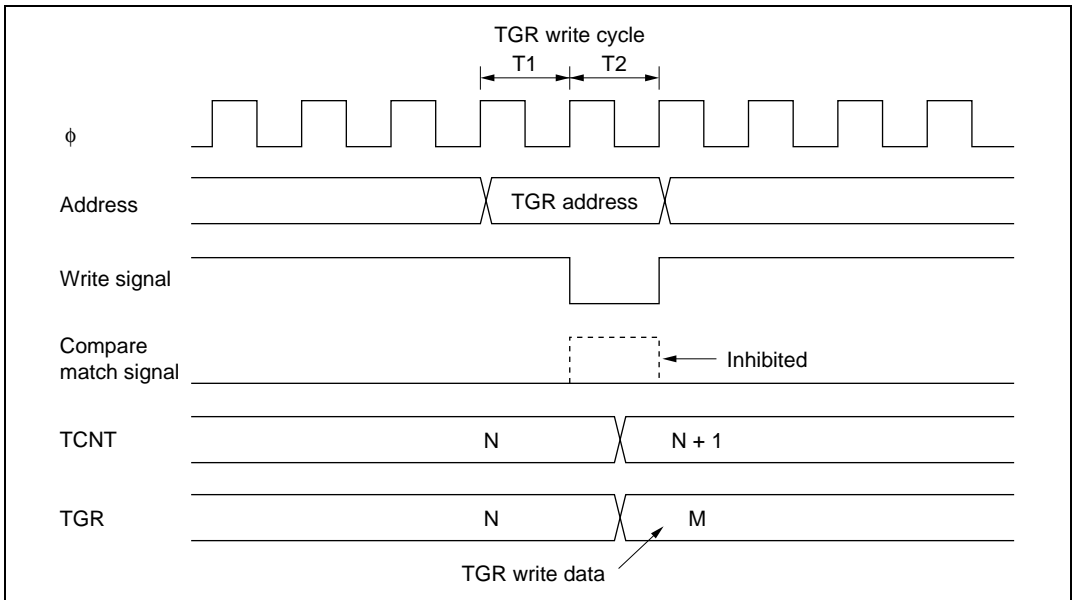 TGR write cycle
T1 T2
ϕ
Address TGR address
Write signal
Compare
match signal
Inhibited
TCNT N N + 1
TGR N M
TGR write data